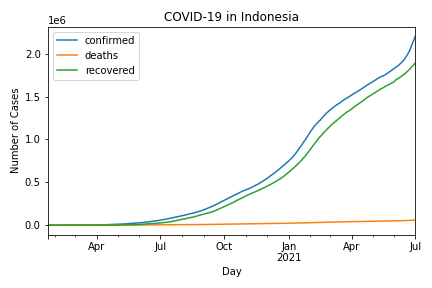 COVID-19 in Indonesia
1e6
confirmed
deaths
recovered
2.0
1.5
1.0
0.5
0.0
Number of Cases
Apr
Jul
Oct
Jan
2021
Apr
Jul
Day